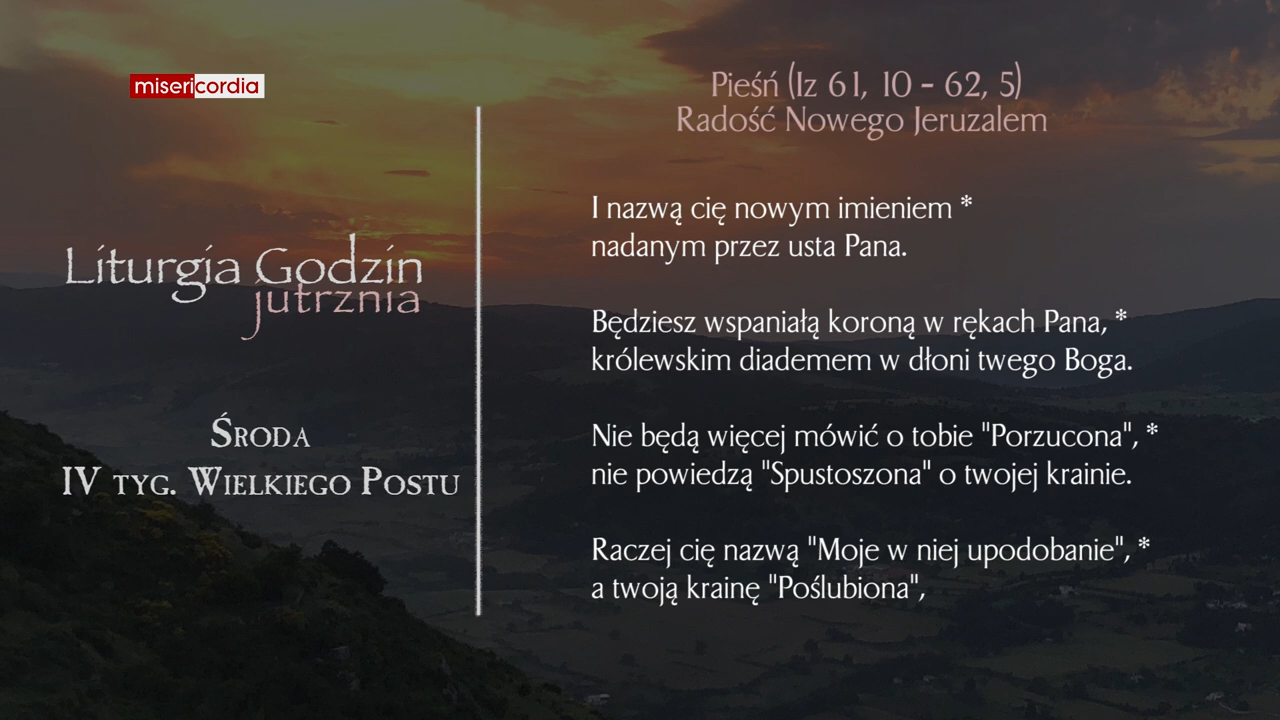 misericordia
Liturgia Godzin
jutrznia
Środa
IV tyg. Wielkiego Postu
Pieśń (Iz 61, 10 - 62, 5)
Radość Nowego Jeruzalem
I nazwą cię nowym imieniem *
nadanym przez usta Pana.
Będziesz wspaniałą koroną w rękach Pana, *
królewskim diademem w dłoni twego Boga.
Nie będą więcej mówić o tobie "Porzucona", *
nie powiedzą "Spustoszona" o twojej krainie.
Raczej cię nazwą "Moje w niej upodobanie", *
a twoją krainę "Poślubiona",